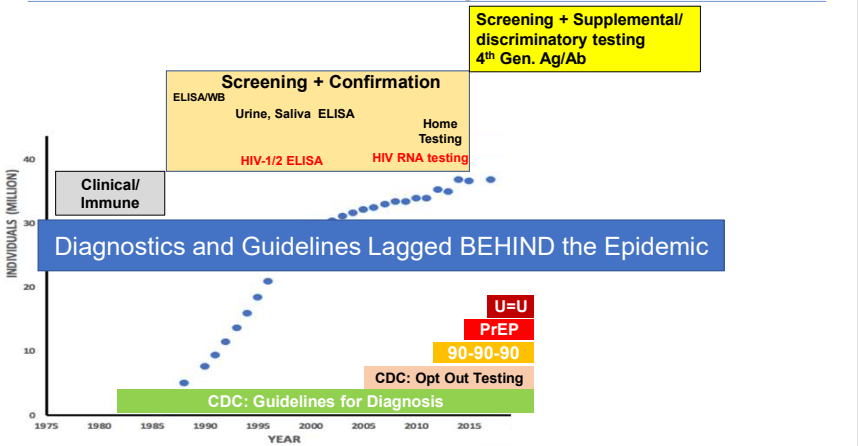 Screening + Supplemental/
discriminatory testing
4th Gen. Ag/Ab
Screening + Confirmation
ELISA/WB
Urine, Saliva ELISA
Home
Testing
HIV-1/2 ELISA
HIV RNA testing
Clinical/
Immune
INDIVIDUALS (MILLION)
40
30
20
10
0
Diagnostics and Guidelines Lagged BEHIND the Epidemic
U=U
PrEP
90-90-90
CDC: Opt Out Testing
CDC: Guidelines for Diagnosis
1975 1980 1985 1990 1995 2000 2005 2010 2015
YEAR